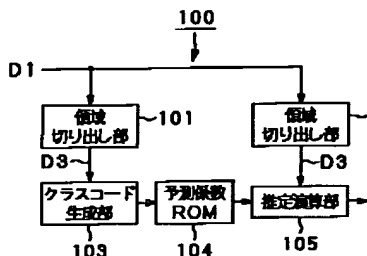 100
D1
領域
切り出し部
101
領域
切り出し部
D3
D3
クラスコード
生成部
予測係数
ROM
推定演算部
103
104
105